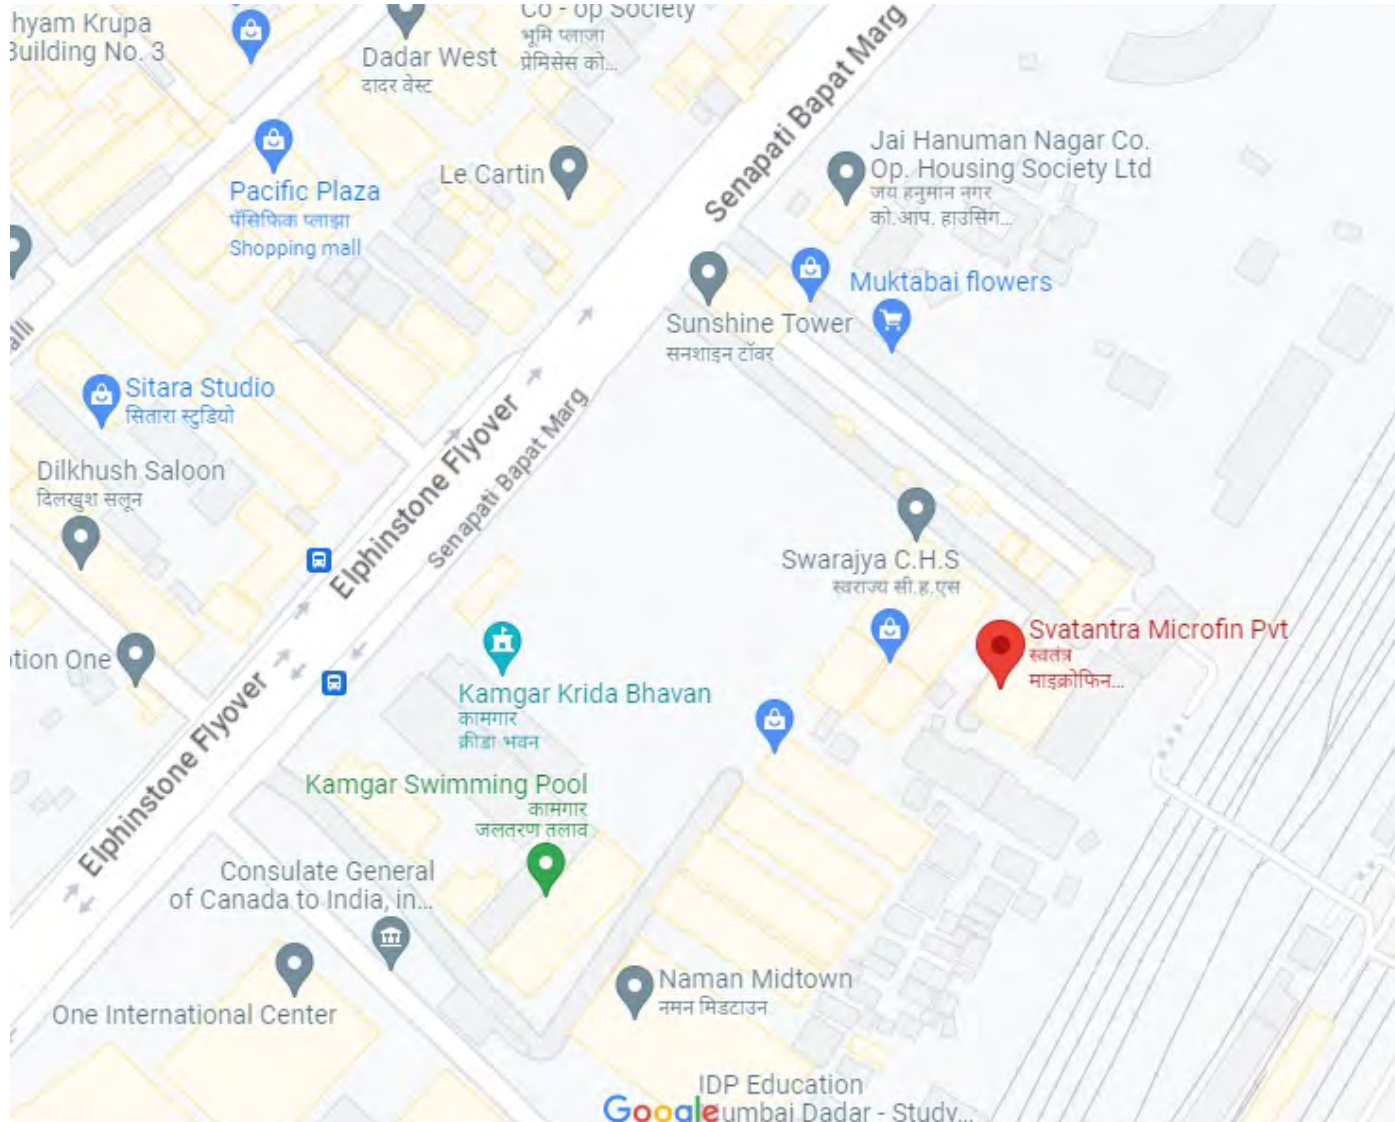 hyam Krupa
Building No. 3
Co - op Society
भूमि प्लाजा
प्रेमिसेस को...
Dadar West
दादर वेस्ट
Senapati Bapat Marg
Jai Hanuman Nagar Co.
Op. Housing Society Ltd
जय हनुमान नगर
को.आप. हाउसिंग...
Le Cartin
Pacific Plaza
पॅसिफिक प्लाझा
Shopping mall
Muktabai flowers
Sunshine Tower
सनशाइन टॉवर
alli
Sitara Studio
सितारा स्टुडियो
Elphinstone Flyover
Senapati Bapat Marg
Dilkhush Saloon
दिलखुश सलून
Swarajya C.H.S
स्वराज्य सी.ह.एस
Svatantra Microfin Pvt
स्वतंत्र
माइक्रोफिन...
tion One
Kamgar Krida Bhavan
कामगार
क्रीडा भवन
Elphinstone Flyover
Kamgar Swimming Pool
कामगार
जलतरण तलाव
Consulate General
of Canada to India, in...
Naman Midtown
नमन मिडटाउन
One International Center
IDP Education
Google
umbai Dadar - Study...